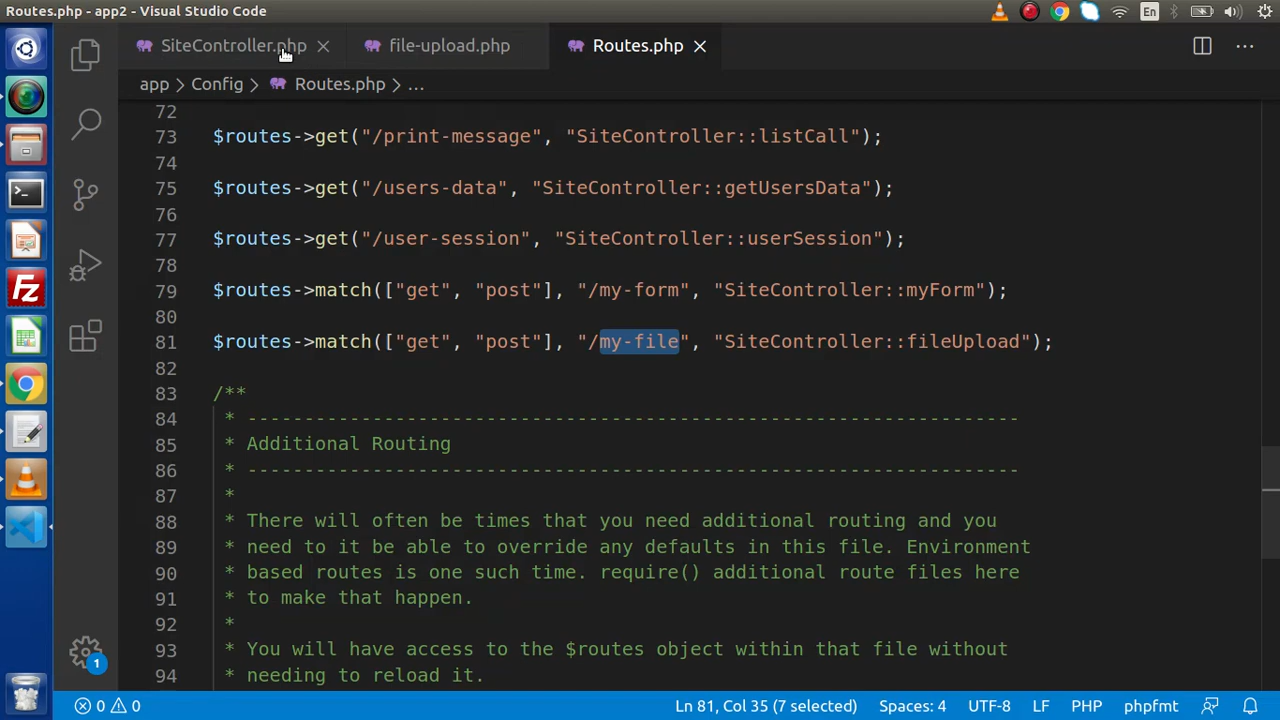 Routes.php - app2 - Visual Studio Code
En
SiteController.php
file-upload.php
Routes.php
app > Config > Routes.php > ...
72
73 $routes->get("/print-message", "SiteController::listCall");
74
75 $routes->get("/users-data", "SiteController::getUsersData");
76
77 $routes->get("/user-session", "SiteController::userSession");
78
79 $routes->match(["get", "post"], "/my-form", "SiteController::myForm");
80
81 $routes->match(["get", "post"], "/my-file", "SiteController::fileUpload");
82
83 /**
84 * --------------------------------------------------------------------
85 * Additional Routing
86 * --------------------------------------------------------------------
87 *
88 * There will often be times that you need additional routing and you
89 * need to it be able to override any defaults in this file. Environment
90 * based routes is one such time. require() additional route files here
91 * to make that happen.
92 *
93 * You will have access to the $routes object within that file without
94 * needing to reload it.
1
0 0 Ln 81, Col 35 (7 selected) Spaces: 4 UTF-8 LF PHP phpfmt